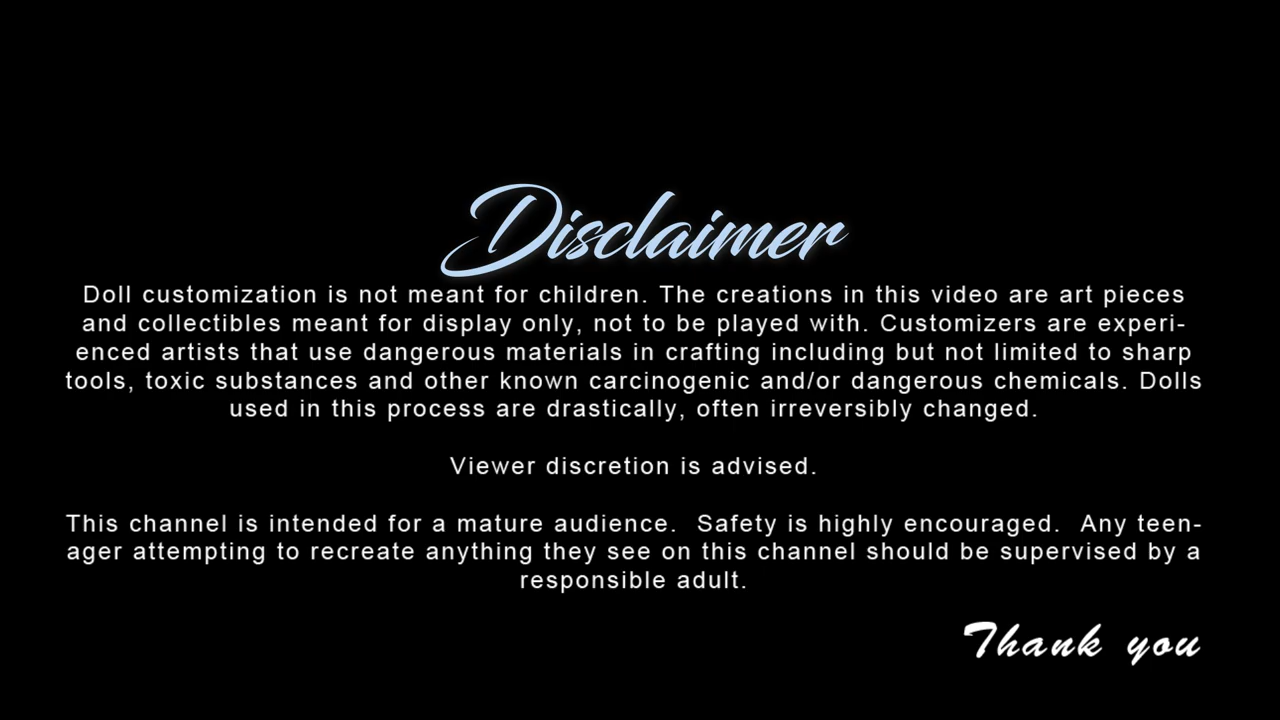 Disclaimer
Doll customization is not meant for children. The creations in this video are art pieces
and collectibles meant for display only, not to be played with. Customizers are experi-
enced artists that use dangerous materials in crafting including but not limited to sharp
tools, toxic substances and other known carcinogenic and/or dangerous chemicals. Dolls
used in this process are drastically, often irreversibly changed.
Viewer discretion is advised.
This channel is intended for a mature audience.  Safety is highly encouraged.  Any teen-
ager attempting to recreate anything they see on this channel should be supervised by a
responsible adult.
Thank you